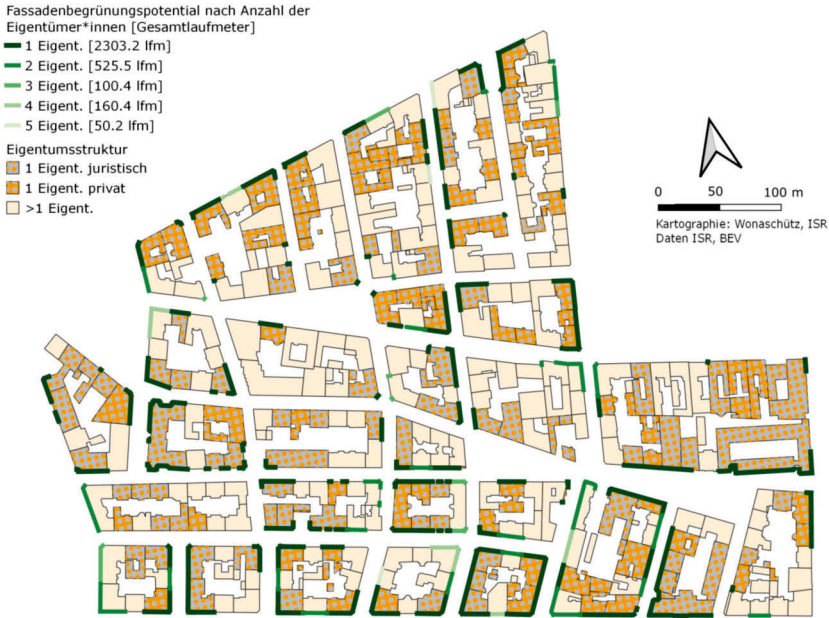 Fassadenbegrünungspotential nach Anzahl der
Eigentümer*innen [Gesamtlaufmeter]
1 Eigent. [2303.2 lfm]
2 Eigent. [525.5 lfm]
3 Eigent. [100.4 lfm]
4 Eigent. [160.4 lfm]
5 Eigent. [50.2 lfm]
Eigentumsstruktur
1 Eigent. juristisch
1 Eigent. privat
>1 Eigent.
0 50 100 m
Kartographie: Wonaschütz, ISR
Daten ISR, BEV